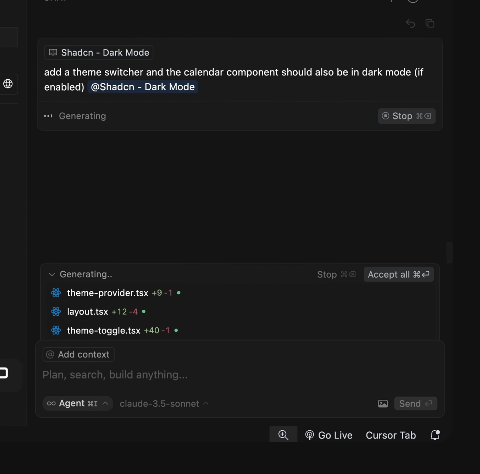 Shadcn - Dark Mode
add a theme switcher and the calendar component should also be in dark mode (if
enabled) @Shadcn - Dark Mode
Generating
Stop ⌘⌫
Generating..
Stop ⌘⌫
Accept all ⌘⏎
theme-provider.tsx +9 -1
layout.tsx +12 -4
theme-toggle.tsx +40 -1
@ Add context
Plan, search, build anything...
∞ Agent ⌘I
claude-3.5-sonnet
Send ⏎
Go Live
Cursor Tab